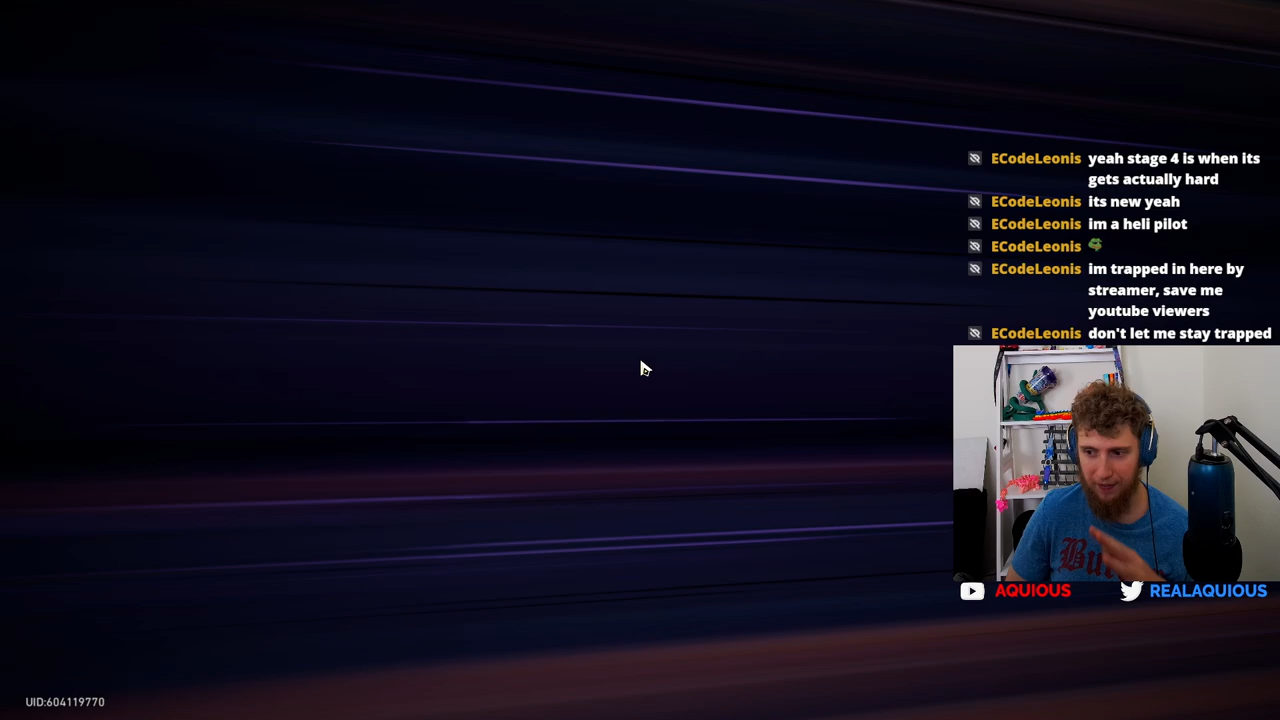 ECodeLeonis yeah stage 4 is when its
gets actually hard
ECodeLeonis its new yeah
ECodeLeonis im a heli pilot
ECodeLeonis
ECodeLeonis im trapped in here by
streamer, save me
youtube viewers
ECodeLeonis don't let me stay trapped
AQUIOUS
REALAQUIOUS
UID:604119770